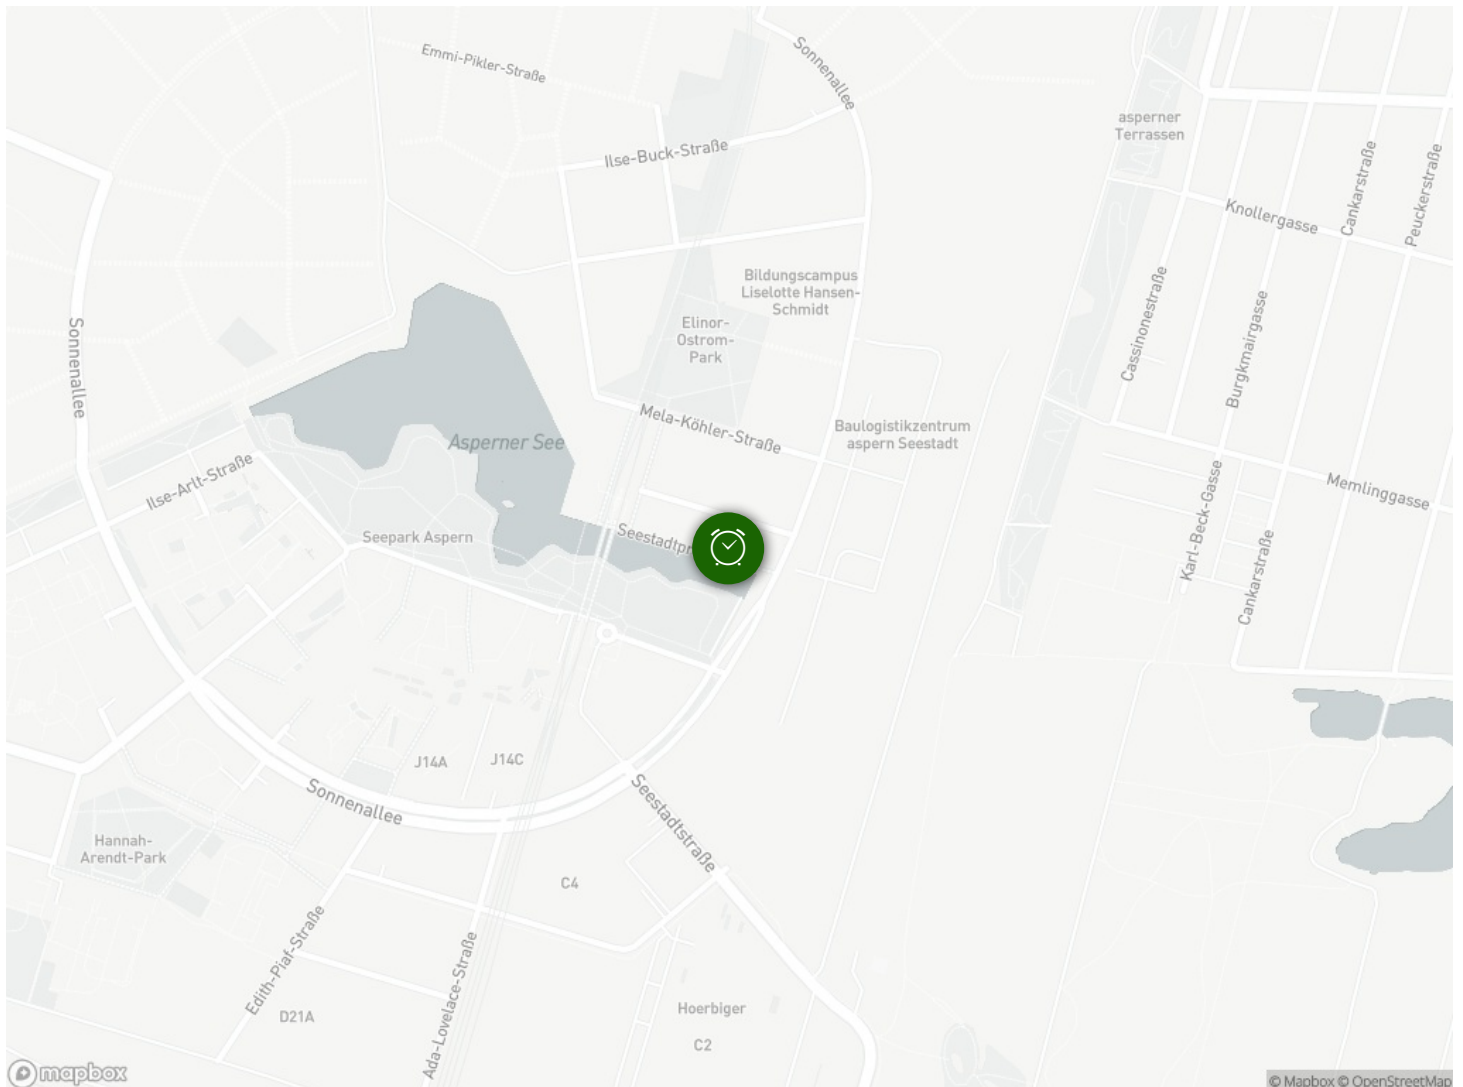 Emmi-Pikler-Straße
Sonnenallee
Ilse-Buck-Straße
asperner
Terrassen
Knollergasse
Cankarstraße
Peuckerstraße
Bildungscampus
Liselotte Hansen-
Schmidt
Elinor-
Ostrom-
Park
Cassinonestraße
Burgkmairgasse
Sonnenallee
Mela-Köhler-Straße
Baulogistikzentrum
aspern Seestadt
Asperner See
Ilse-Arlt-Straße
Memlinggasse
Karl-Beck-Gasse
Seepark Aspern
Seestadtpr
Cankarstraße
J14A
J14C
Sonnenallee
Seestadtstraße
Hannah-
Arendt-Park
C4
Edith-Piaf-Straße
Ada-Lovelace-Straße
D21A
Hoerbiger
C2
mapbox
© Mapbox © OpenStreetMap